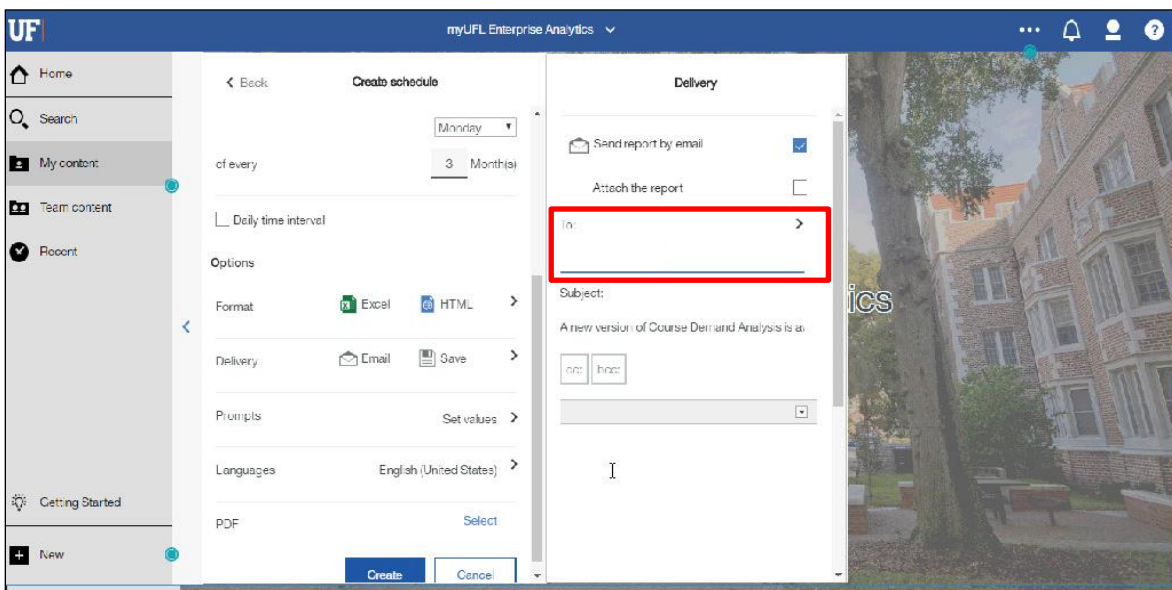 UF
myUFL Enterprise Analytics
Home
Search
My content
Team content
Recent
Getting Started
New
Back
Create schedule
Monday
of every 3 Month(s)
Daily time interval
Options
Format Excel HTML
Delivery Email Save
Prompts Set values
Languages English (United States)
PDF Select
Create Cancel
Delivery
Send report by email
Attach the report
To:
Subject:
A new version of Course Demand Analysis is a
cc: bcc:
ics